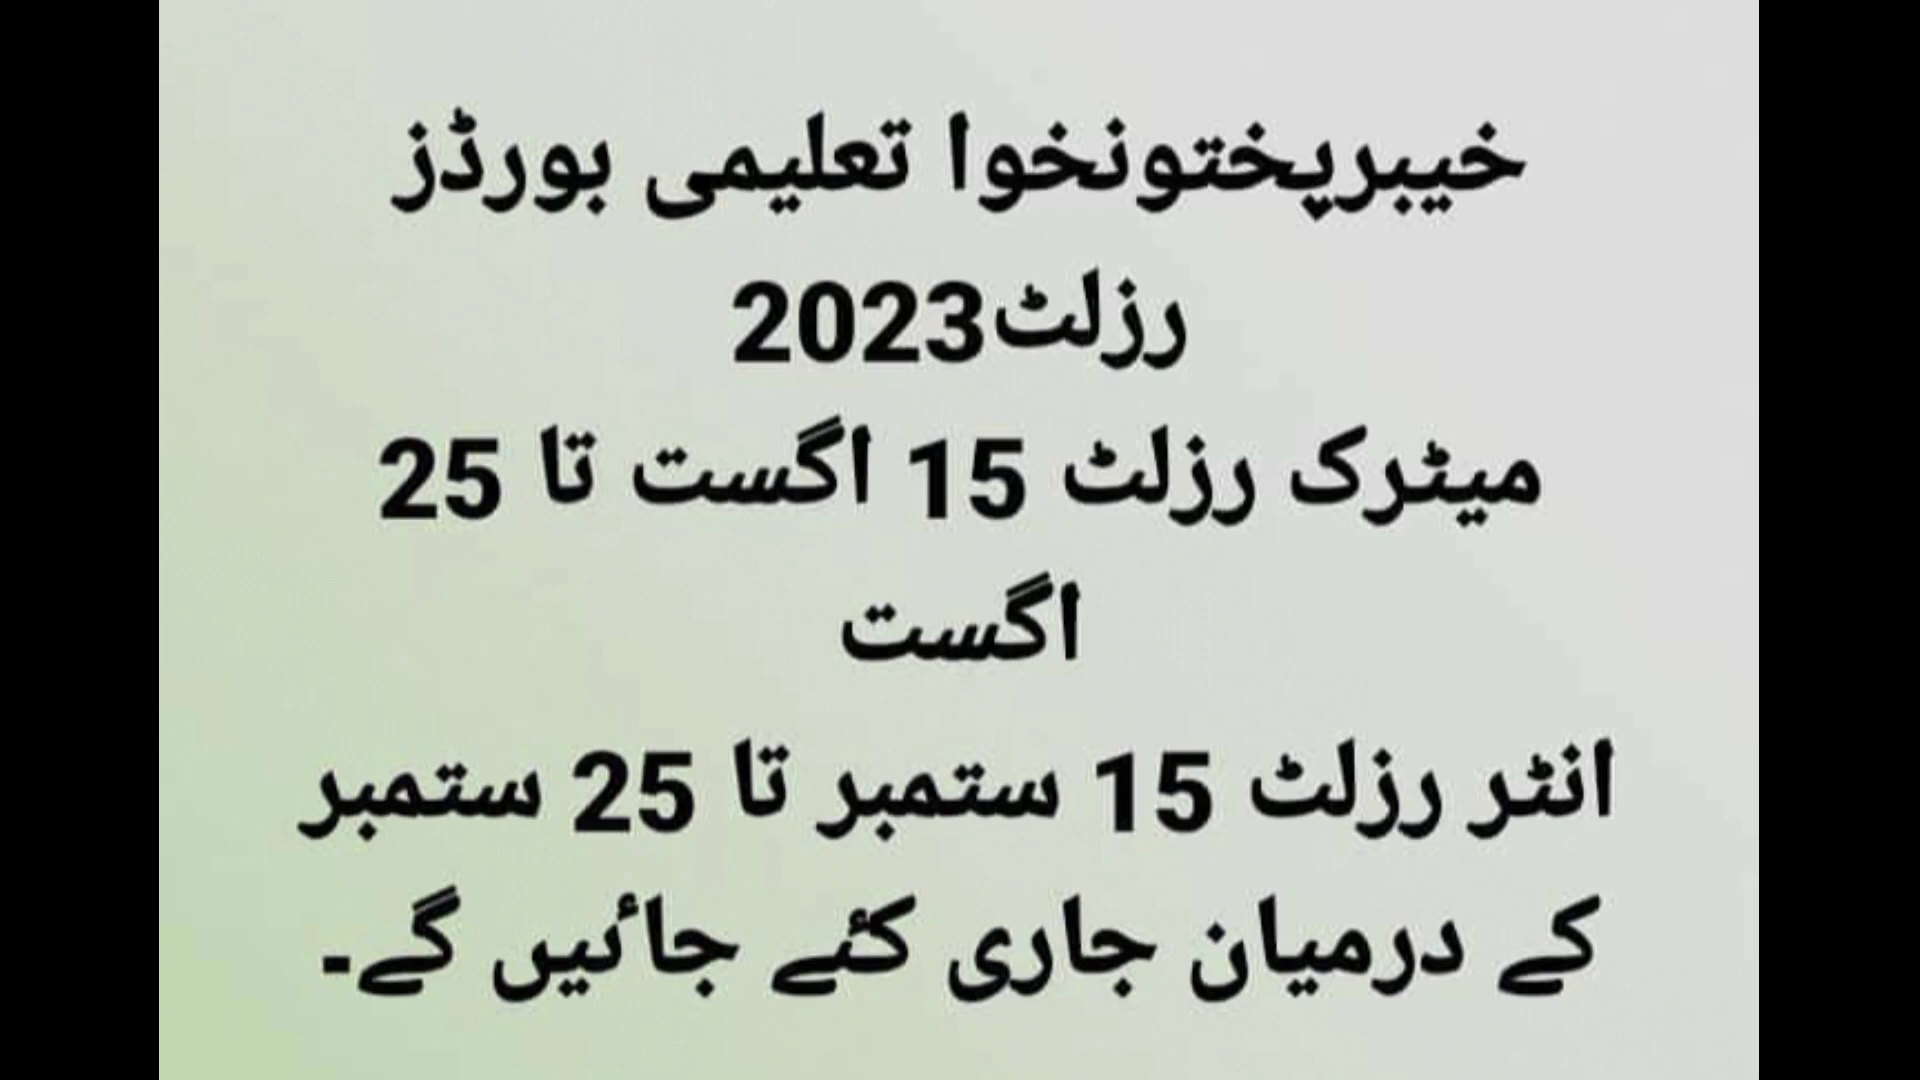 خیبرپختونخوا تعلیمی بورڈز
رزلٹ2023
میٹرک رزلٹ 15 اگست تا 25
اگست
انٹر رزلٹ 15 ستمبر تا 25 ستمبر
کے درمیان جاری کئے جائیں گے۔